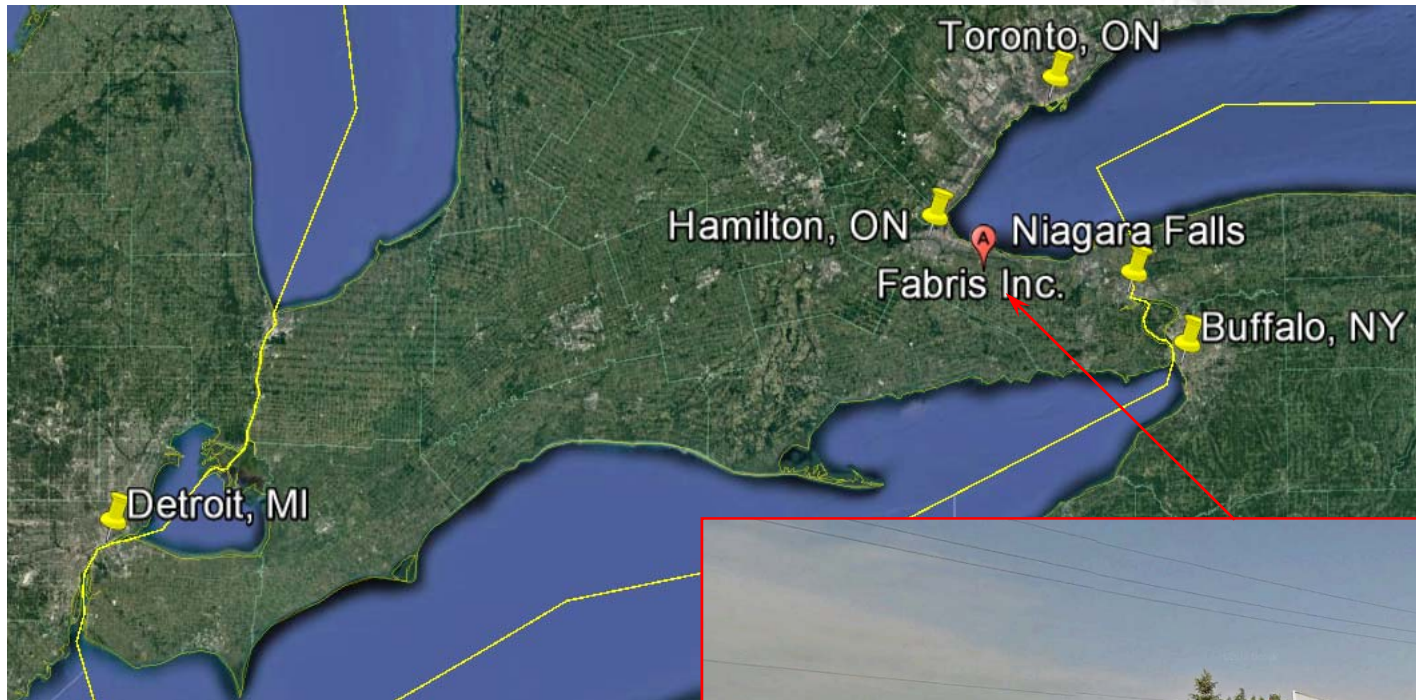 Toronto, ON
Hamilton, ON
A
Niagara Falls
Fabris Inc.
Buffalo, NY
Detroit, MI